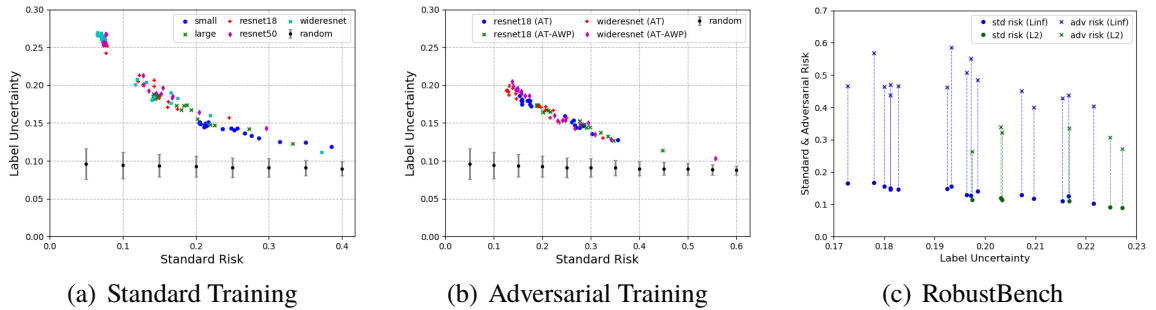 small
resnet18
wideresnet
large
resnet50
random
Label Uncertainty
0.30
0.25
0.20
0.15
0.10
0.05
0.00
0.0
0.1
0.2
0.3
0.4
Standard Risk
(a) Standard Training
resnet18 (AT)
wideresnet (AT)
random
resnet18 (AT-AWP)
wideresnet (AT-AWP)
Label Uncertainty
0.30
0.25
0.20
0.15
0.10
0.05
0.00
0.0
0.1
0.2
0.3
0.4
0.5
0.6
Standard Risk
(b) Adversarial Training
std risk (Linf)
adv risk (Linf)
std risk (L2)
adv risk (L2)
Standard & Adversarial Risk
0.7
0.6
0.5
0.4
0.3
0.2
0.1
0.0
0.17
0.18
0.19
0.20
0.21
0.22
0.23
Label Uncertainty
(c) RobustBench